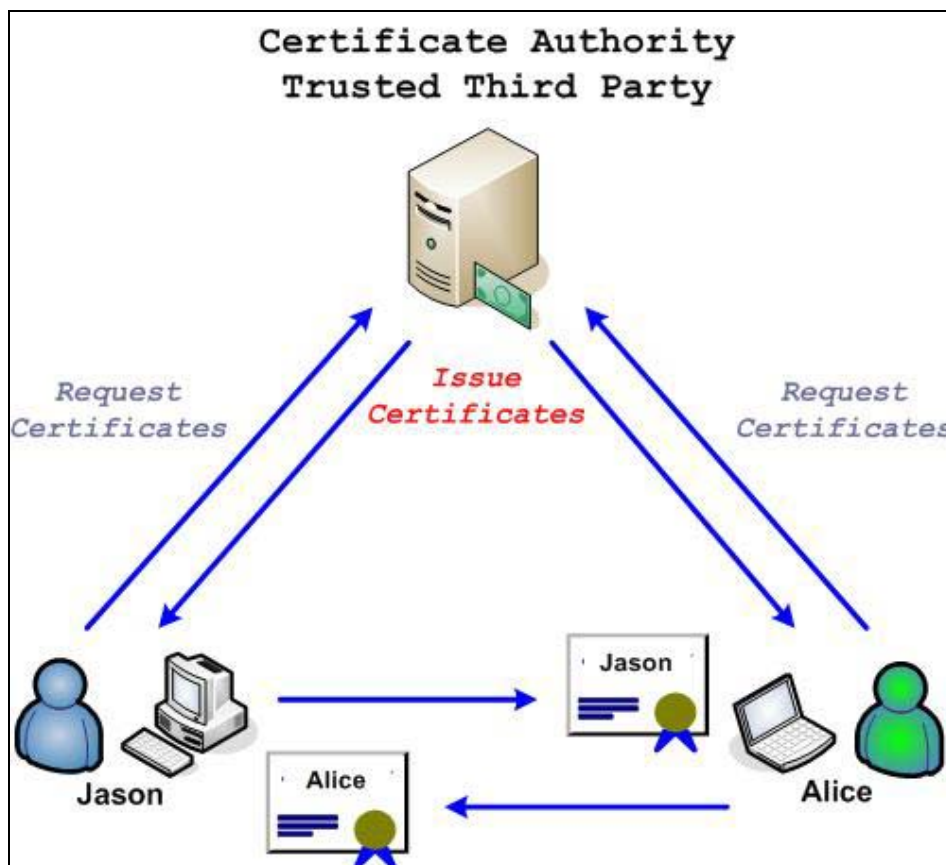 Certificate Authority
Trusted Third Party
Request
Certificates
Issue
Certificates
Request
Certificates
Jason
Alice
Jason
Alice